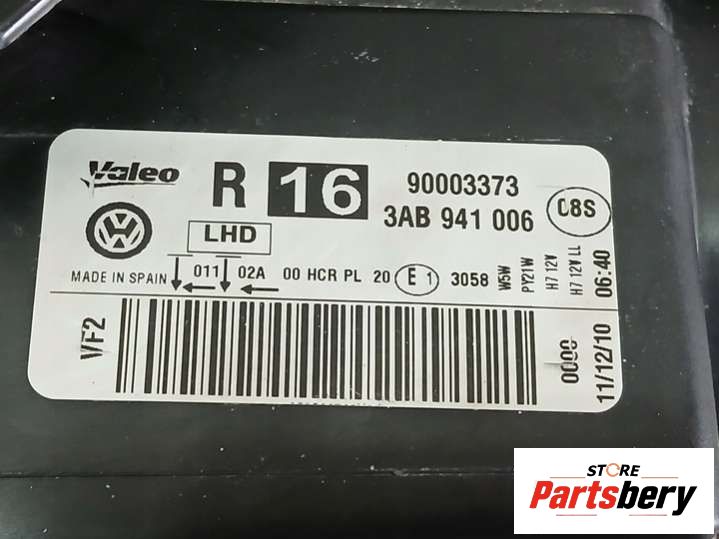 Valeo
R 16
90003373
3AB 941 006
08S
LHD
MADE IN SPAIN
011 02A 00 HCR PL 20 E1 3058
W5W
PY21W
H7 12V
H7 12V LL
06:40
VF2
11/12/10
STORE
Partsbery